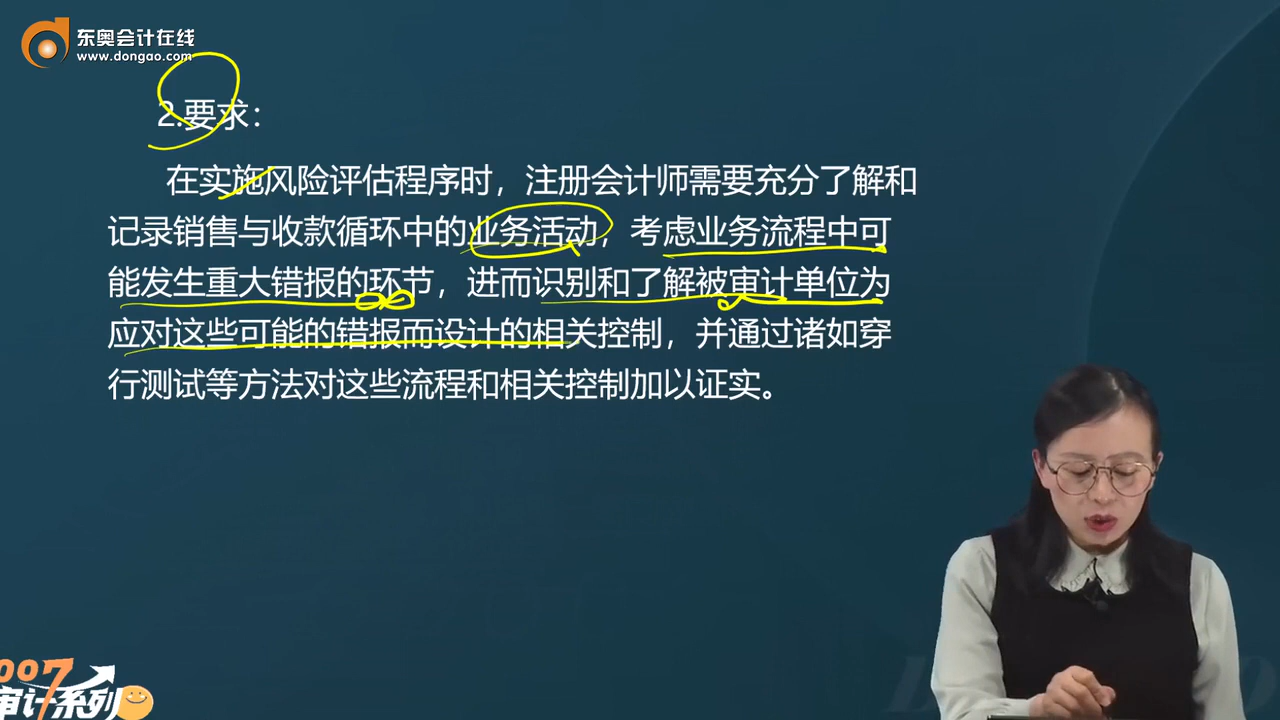 东奥会计在线
www.dongao.com
2.要求：
在实施风险评估程序时，注册会计师需要充分了解和
记录销售与收款循环中的业务活动，考虑业务流程中可
能发生重大错报的环节，进而识别和了解被审计单位为
应对这些可能的错报而设计的相关控制，并通过诸如穿
行测试等方法对这些流程和相关控制加以证实。
007
审计系列